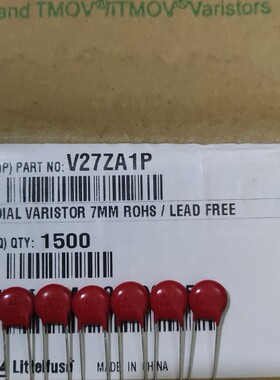 and TMOV®/iTMOV® Varistors
(P) PART NO: V27ZA1P
DIAL VARISTOR 7MM ROHS / LEAD FREE
Q) QTY: 1500
Littelfuse MADE IN CHINA